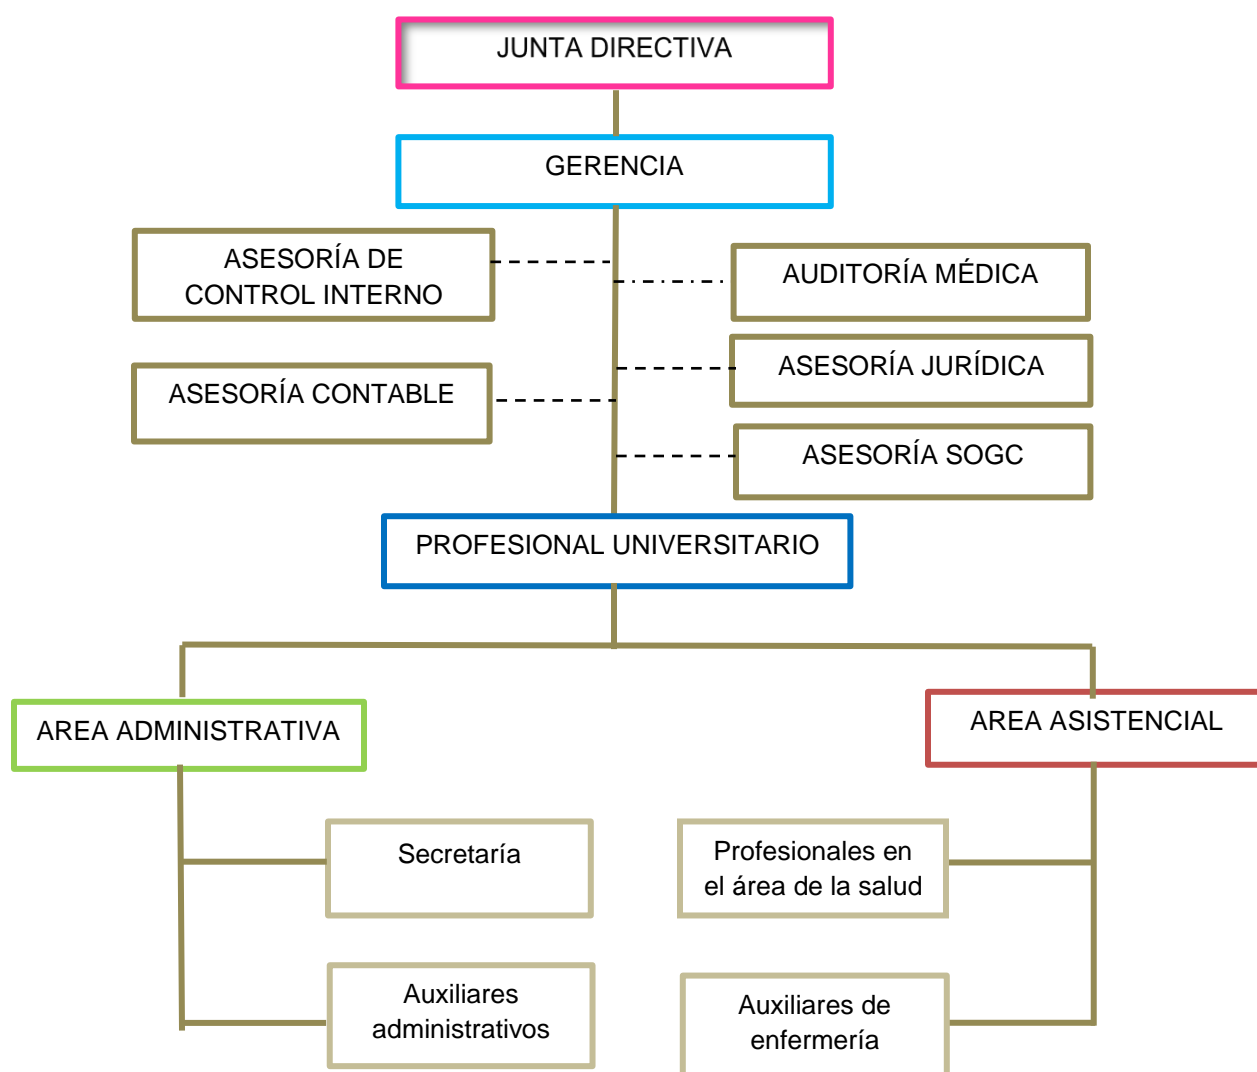 JUNTA DIRECTIVA
GERENCIA
ASESORÍA DE
CONTROL INTERNO
AUDITORÍA MÉDICA
ASESORÍA JURÍDICA
ASESORÍA CONTABLE
ASESORÍA SOGC
PROFESIONAL UNIVERSITARIO
AREA ADMINISTRATIVA
AREA ASISTENCIAL
Secretaría
Profesionales en
el área de la salud
Auxiliares
administrativos
Auxiliares de
enfermería